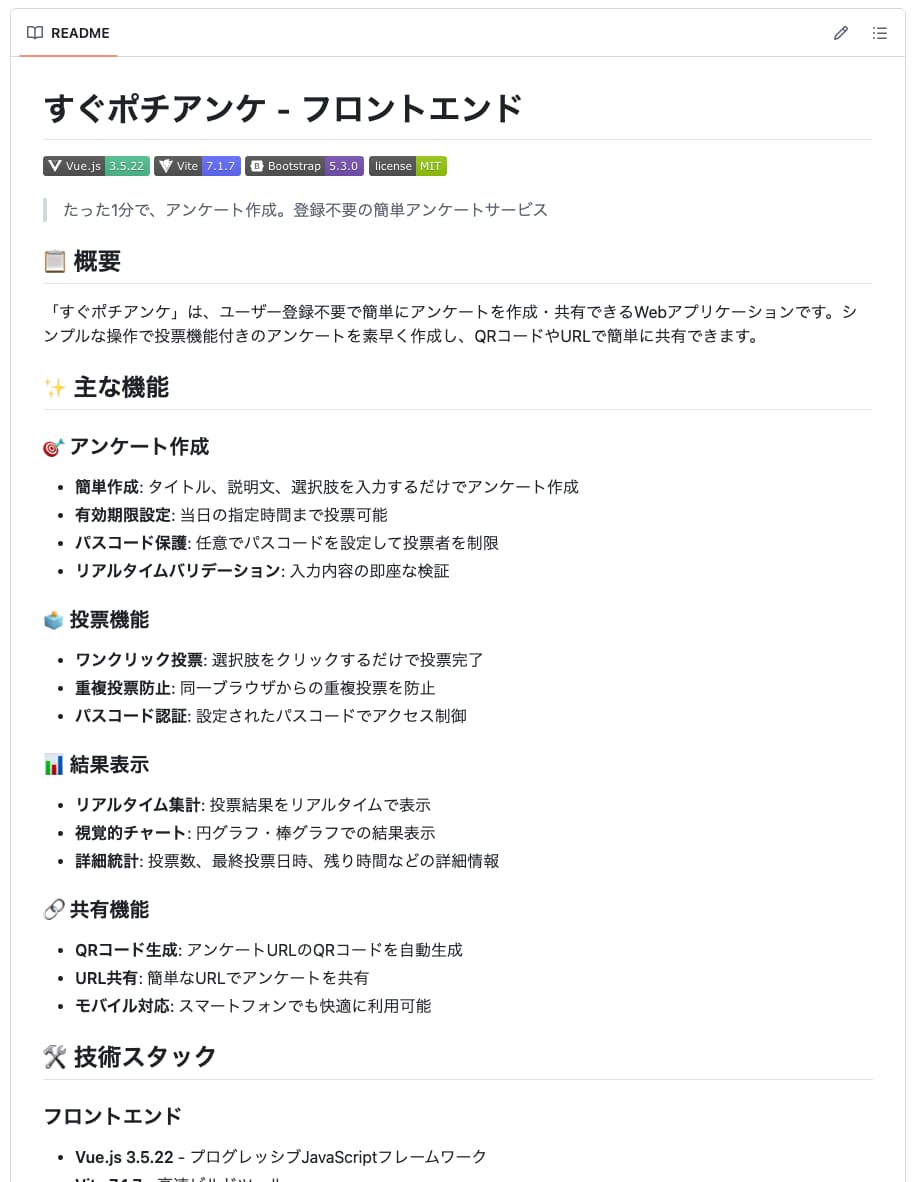 README
すぐポチアンケ - フロントエンド
Vue.js 3.5.22 Vite 7.1.7 Bootstrap 5.3.0 license MIT
たった1分で、アンケート作成。登録不要の簡単アンケートサービス
📋 概要
「すぐポチアンケ」は、ユーザー登録不要で簡単にアンケートを作成・共有できるWebアプリケーションです。シ
ンプルな操作で投票機能付きのアンケートを素早く作成し、QRコードやURLで簡単に共有できます。
✨ 主な機能
🎯 アンケート作成
• 簡単作成: タイトル、説明文、選択肢を入力するだけでアンケート作成
• 有効期限設定: 当日の指定時間まで投票可能
• パスコード保護: 任意でパスコードを設定して投票者を制限
• リアルタイムバリデーション: 入力内容の即座な検証
🗳️ 投票機能
• ワンクリック投票: 選択肢をクリックするだけで投票完了
• 重複投票防止: 同一ブラウザからの重複投票を防止
• パスコード認証: 設定されたパスコードでアクセス制御
📊 結果表示
• リアルタイム集計: 投票結果をリアルタイムで表示
• 視覚的チャート: 円グラフ・棒グラフでの結果表示
• 詳細統計: 投票数、最終投票日時、残り時間などの詳細情報
🔗 共有機能
• QRコード生成: アンケートURLのQRコードを自動生成
• URL共有: 簡単なURLでアンケートを共有
• モバイル対応: スマートフォンでも快適に利用可能
🛠️ 技術スタック
フロントエンド
• Vue.js 3.5.22 - プログレッシブJavaScriptフレームワーク
• Vite 7.1.7 - 高速ビルドツール